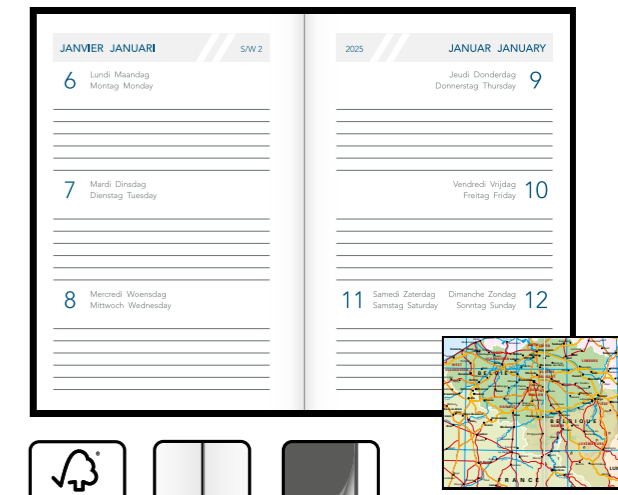 JANVIER JANUARI S/W 2
6 Lundi Maandag
Montag Monday
7 Mardi Dinsdag
Dienstag Tuesday
8 Mercredi Woensdag
Mittwoch Wednesday
2025 JANUAR JANUARY
Jeudi Donderdag 9
Donnerstag Thursday
Vendredi Vrijdag 10
Freitag Friday
11 Samedi Zaterdag Dimanche Zondag 12
Samstag Saturday Sonntag Sunday
BELGIË
BELGIQUE
FRANCE